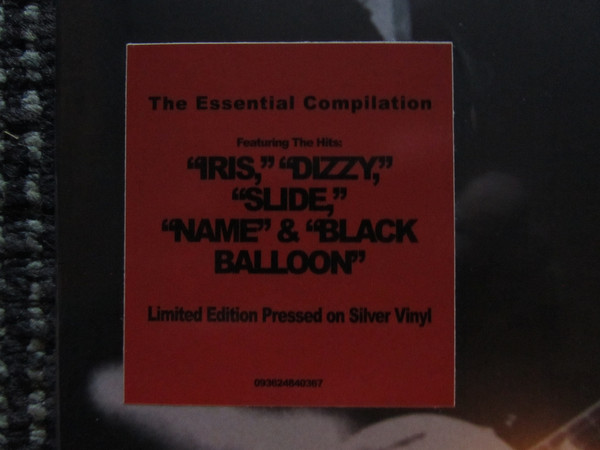 The Essential Compilation
Featuring The Hits:
“IRIS,” “DIZZY,”
“SLIDE,”
“NAME” & “BLACK
BALLOON”
Limited Edition Pressed on Silver Vinyl
093624840367